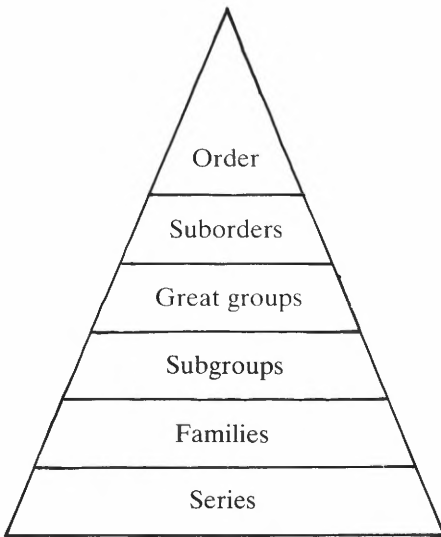 Order
Suborders
Great groups
Subgroups
Families
Series